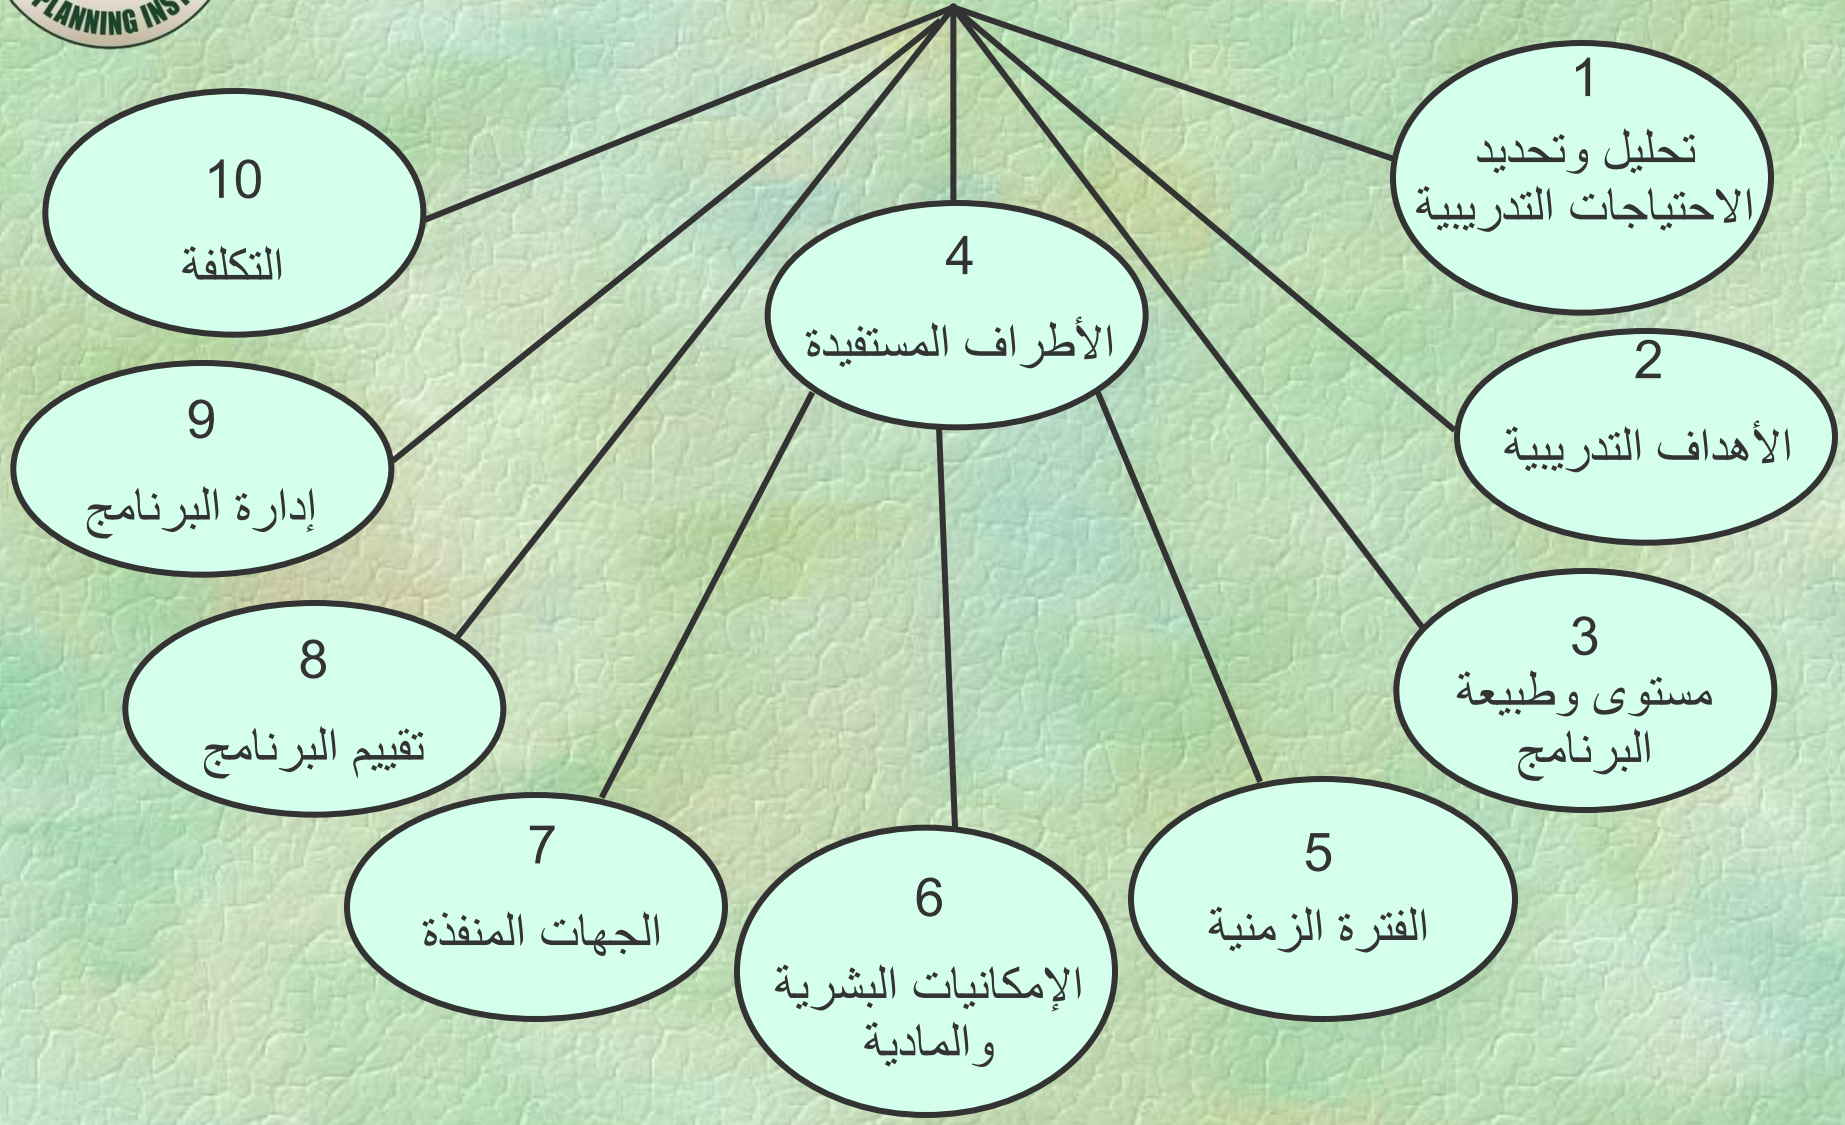 PLANNING INS
1
تحليل وتحديد
الاحتياجات التدريبية
2
الأهداف التدريبية
3
مستوى وطبيعة
البرنامج
4
الأطراف المستفيدة
5
الفترة الزمنية
6
الإمكانيات البشرية
والمادية
7
الجهات المنفذة
8
تقييم البرنامج
9
إدارة البرنامج
10
التكلفة